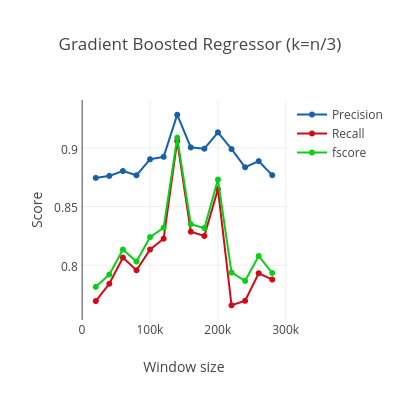 Gradient Boosted Regressor (k=n/3)
Precision
Recall
fscore
0.9
0.85
0.8
Score
0
100k
200k
300k
Window size